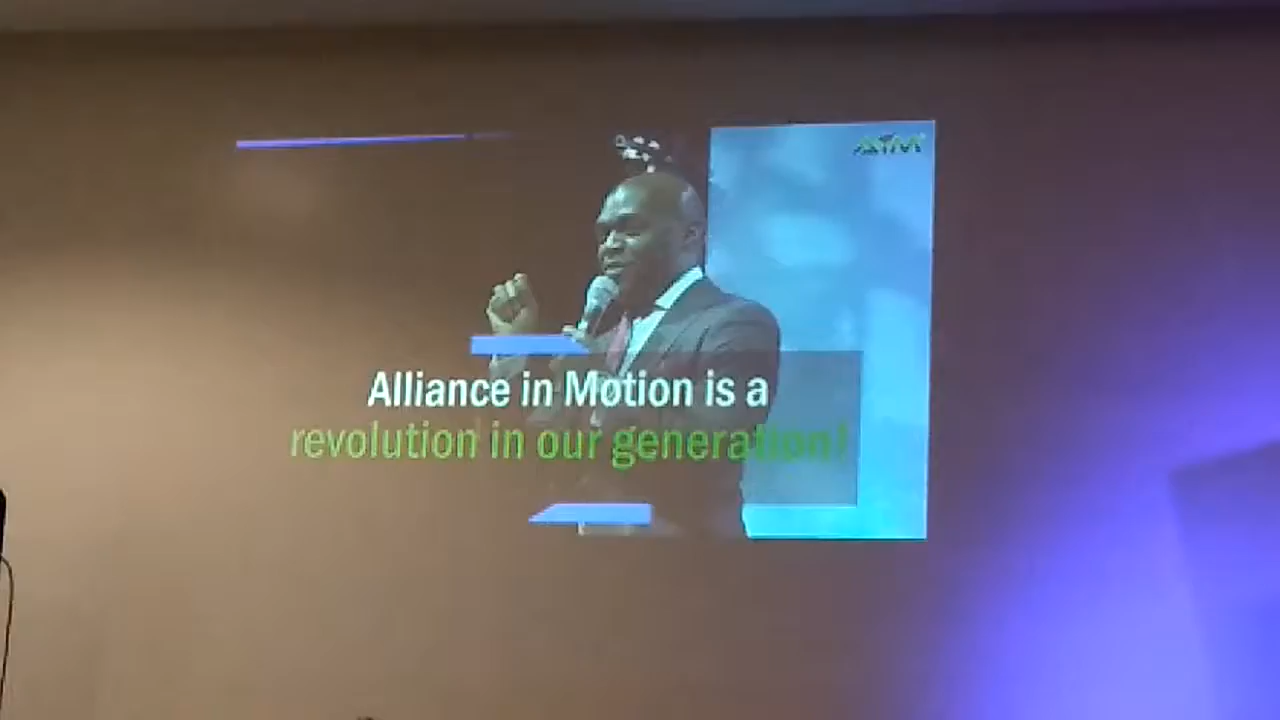 AIM
Alliance in Motion is a
revolution in our generation!